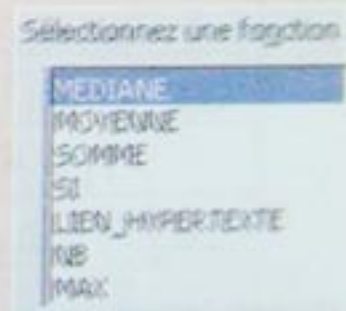 Sélectionnez une fonction
MEDIANE
MOYENNE
SOMME
SI
LIEN_HYPERTEXTE
NB
MAX